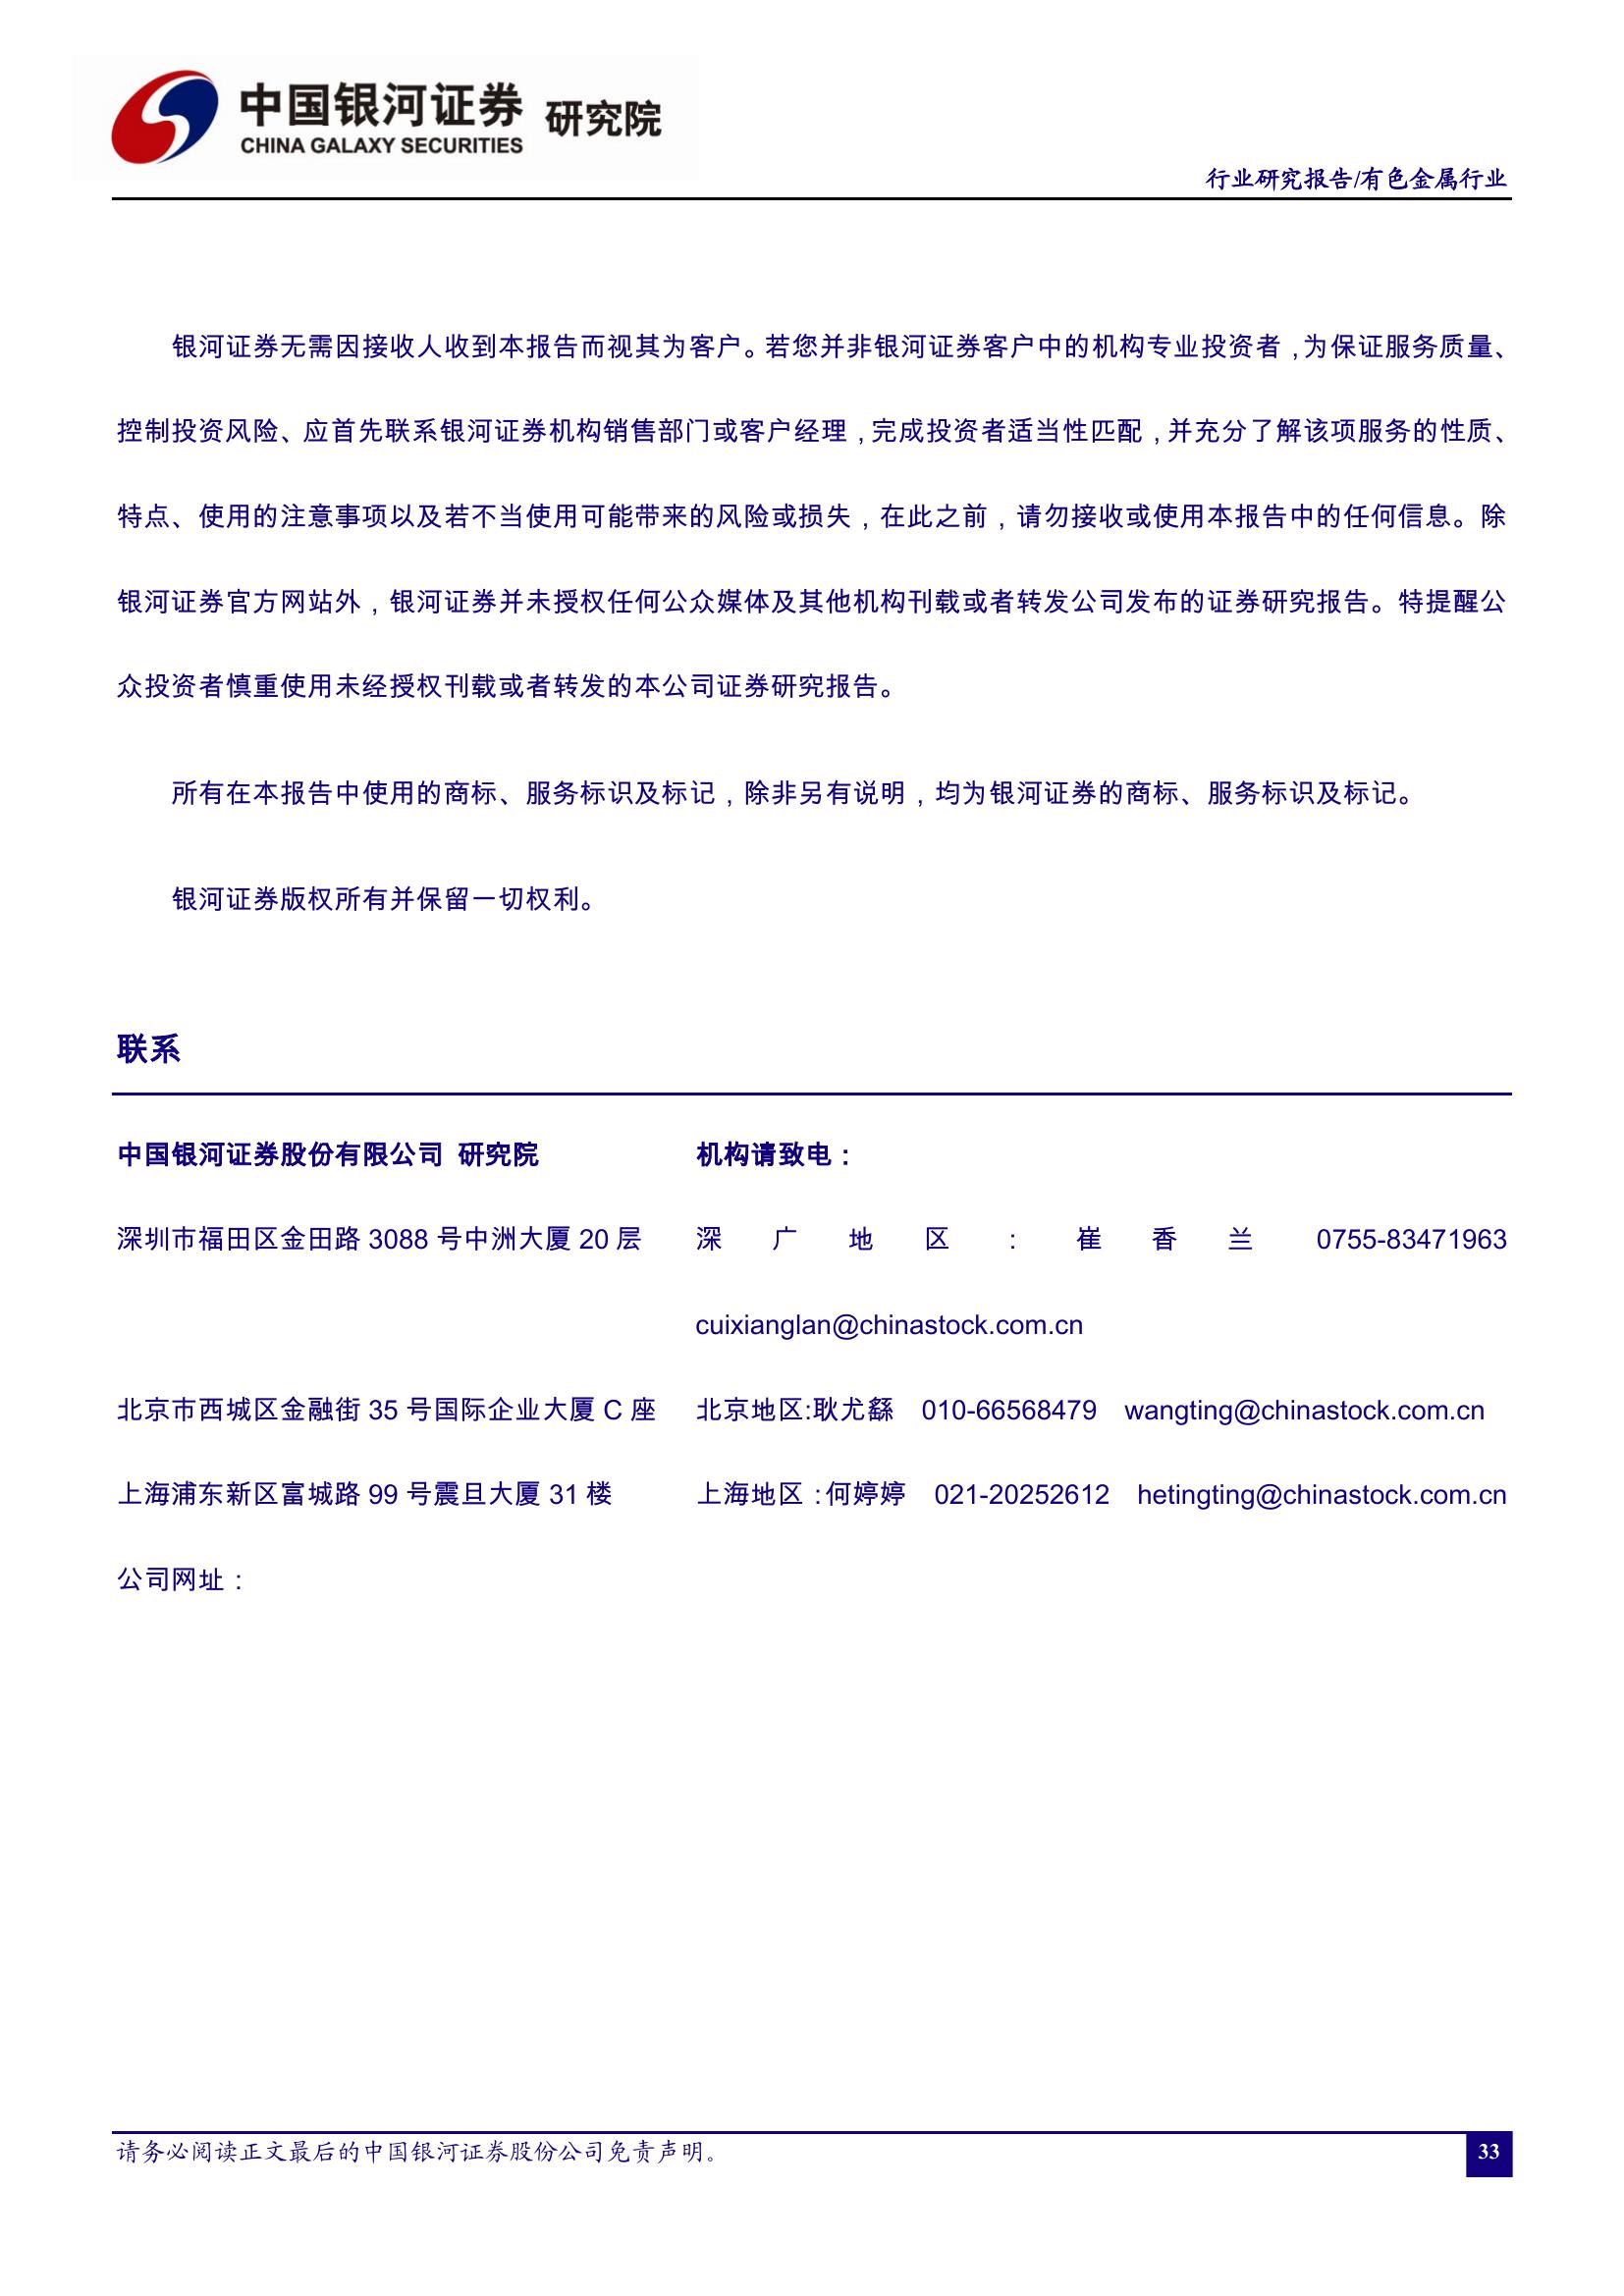 中国银河证券 研究院
CHINA GALAXY SECURITIES
行业研究报告/有色金属行业
银河证券无需因接收人收到本报告而视其为客户。若您并非银河证券客户中的机构专业投资者,为保证服务质量、
控制投资风险、应首先联系银河证券机构销售部门或客户经理,完成投资者适当性匹配,并充分了解该项服务的性质、
特点、使用的注意事项以及若不当使用可能带来的风险或损失,在此之前,请勿接收或使用本报告中的任何信息。除
银河证券官方网站外,银河证券并未授权任何公众媒体及其他机构刊载或者转发公司发布的证券研究报告。特提醒公
众投资者慎重使用未经授权刊载或者转发的本公司证券研究报告。
所有在本报告中使用的商标、服务标识及标记,除非另有说明,均为银河证券的商标、服务标识及标记。
银河证券版权所有并保留一切权利。
联系
中国银河证券股份有限公司 研究院 机构请致电:
深圳市福田区金田路 3088 号中洲大厦 20 层 深广地区:崔香兰 0755-83471963
cuixianglan@chinastock.com.cn
北京市西城区金融街 35 号国际企业大厦 C 座 北京地区:耿尤繇 010-66568479 wangting@chinastock.com.cn
上海浦东新区富城路 99 号震旦大厦 31 楼 上海地区:何婷婷 021-20252612 hetingting@chinastock.com.cn
公司网址:
请务必阅读正文最后的中国银河证券股份公司免责声明。
33